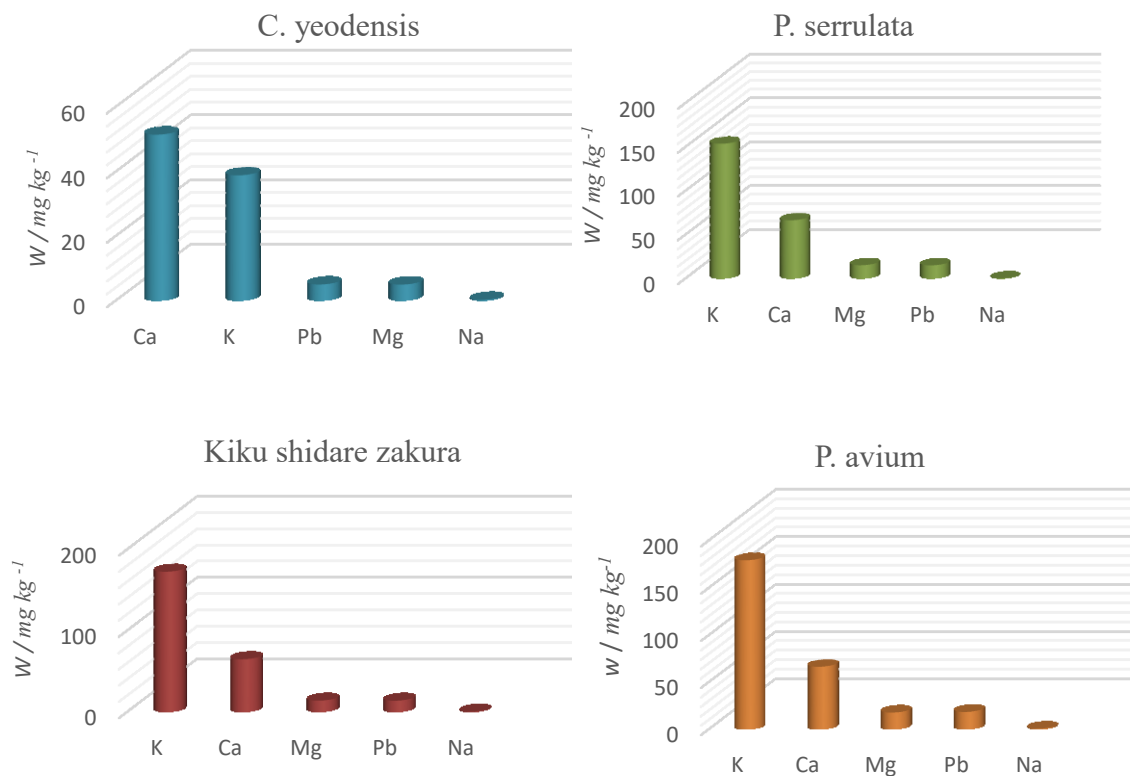 C. yeodensis
W / mg kg⁻¹
60
40
20
0
Ca K Pb Mg Na
P. serrulata
W / mg kg⁻¹
200
150
100
50
0
K Ca Mg Pb Na
Kiku shidare zakura
W / mg kg⁻¹
200
100
0
K Ca Mg Pb Na
P. avium
w / mg kg⁻¹
200
150
100
50
0
K Ca Mg Pb Na